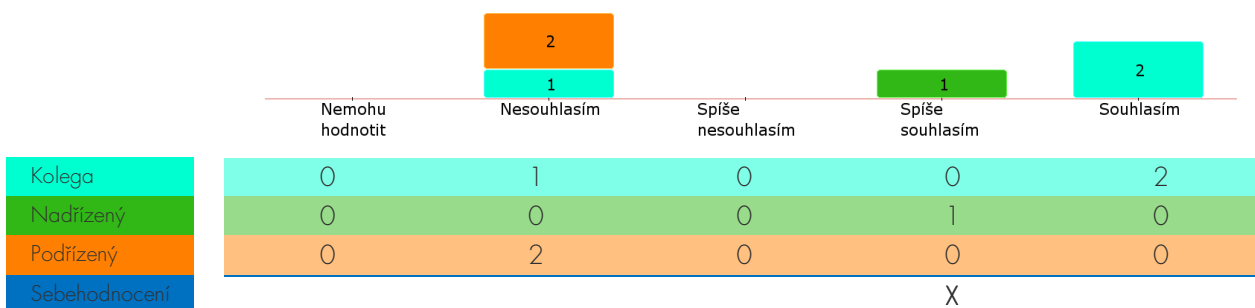 2
1
1
2
Nemohu hodnotit
Nesouhlasím
Spíše nesouhlasím
Spíše souhlasím
Souhlasím
Kolega 0 1 0 0 2
Nadřízený 0 0 0 1 0
Podřízený 0 2 0 0 0
Sebehodnocení X